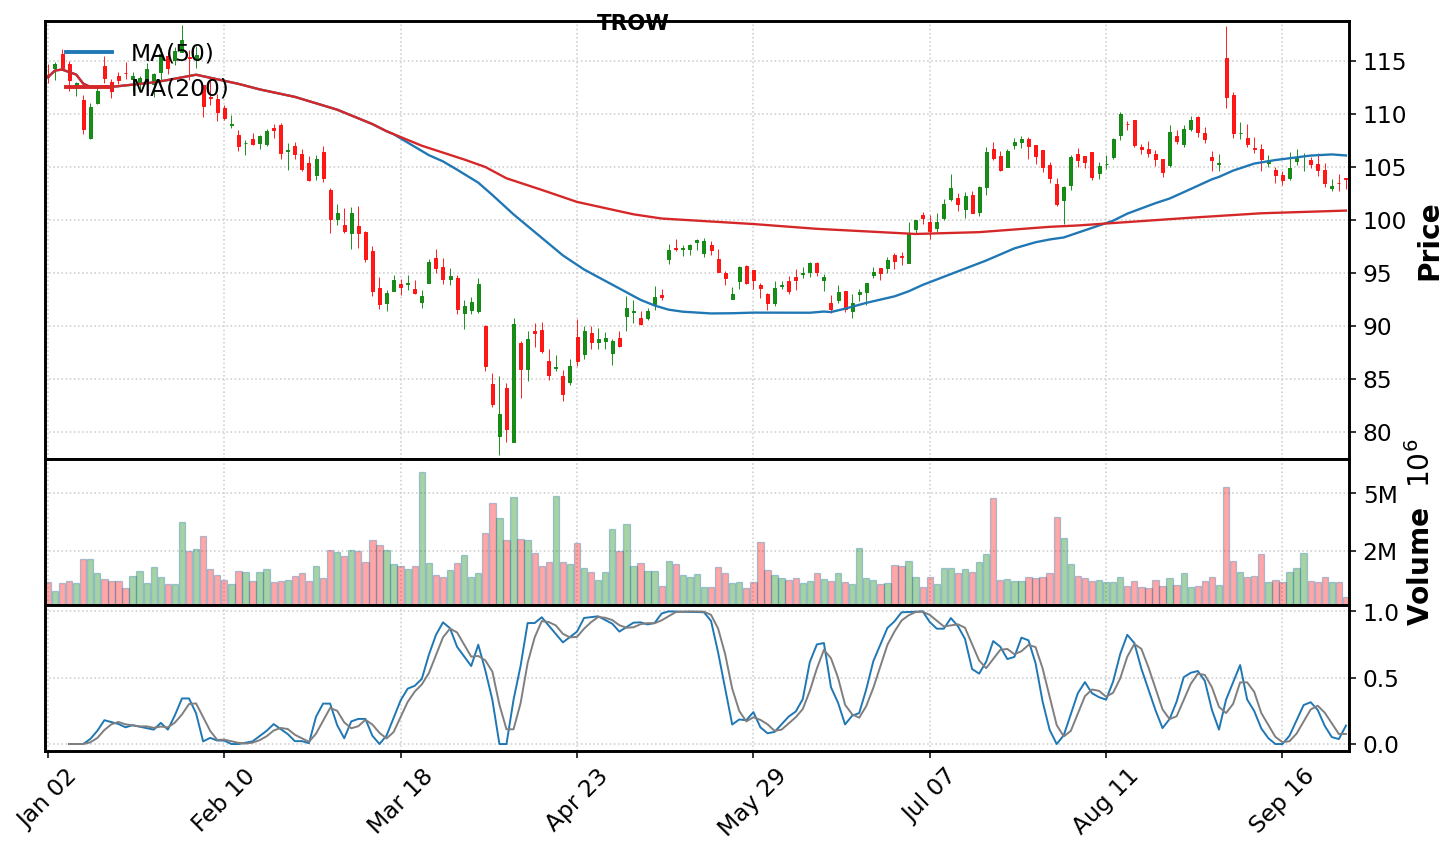 TROW
MA(50)
MA(200)
115
110
105
100
95
90
85
80
Price
5M
2M
Volume 10^6
1.0
0.5
0.0
Jan 02
Feb 10
Mar 18
Apr 23
May 29
Jul 07
Aug 11
Sep 16